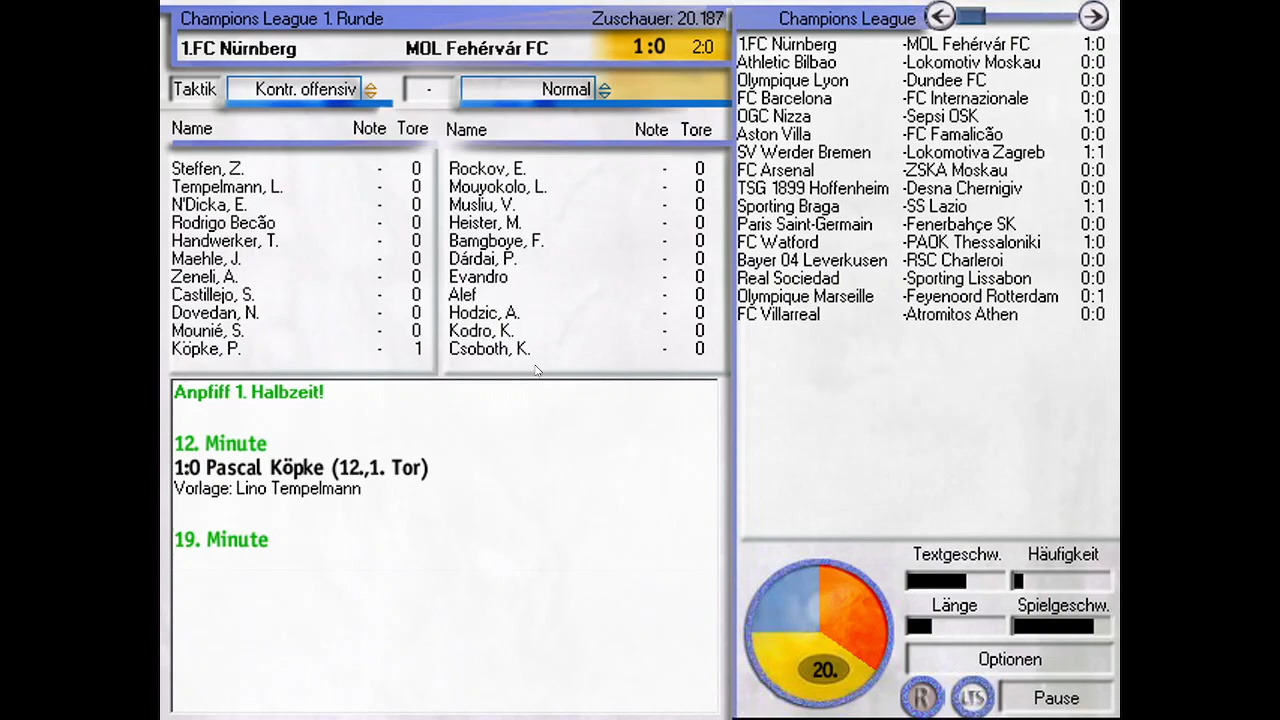 Champions League 1. Runde Zuschauer: 20.187
1.FC Nürnberg MOL Fehérvár FC 1:0 2:0
Taktik Kontr. offensiv - Normal
Name Note Tore Name Note Tore
Steffen, Z. - 0 Rockov, E. - 0
Tempelmann, L. - 0 Mouyokolo, L. - 0
N'Dicka, E. - 0 Musliu, V. - 0
Rodrigo Becão - 0 Heister, M. - 0
Handwerker, T. - 0 Bamgboye, F. - 0
Maehle, J. - 0 Dárdai, P. - 0
Zeneli, A. - 0 Evandro - 0
Castillejo, S. - 0 Alef - 0
Dovedan, N. - 0 Hodzic, A. - 0
Mounié, S. - 0 Kodro, K. - 0
Köpke, P. - 1 Csoboth, K. - 0
Anpfiff 1. Halbzeit!
12. Minute
1:0 Pascal Köpke (12.,1. Tor)
Vorlage: Lino Tempelmann
19. Minute
Champions League
1.FC Nürnberg -MOL Fehérvár FC 1:0
Athletic Bilbao -Lokomotiv Moskau 0:0
Olympique Lyon -Dundee FC 0:0
FC Barcelona -FC Internazionale 0:0
OGC Nizza -Sepsi OSK 1:0
Aston Villa -FC Famalicão 0:0
SV Werder Bremen -Lokomotiva Zagreb 1:1
FC Arsenal -ZSKA Moskau 0:0
TSG 1899 Hoffenheim -Desna Chernigiv 0:0
Sporting Braga -SS Lazio 1:1
Paris Saint-Germain -Fenerbahçe SK 0:0
FC Watford -PAOK Thessaloniki 1:0
Bayer 04 Leverkusen -RSC Charleroi 0:0
Real Sociedad -Sporting Lissabon 0:0
Olympique Marseille -Feyenoord Rotterdam 0:1
FC Villarreal -Atromitos Athen 0:0
Textgeschw. Häufigkeit
Länge Spielgeschw.
20.
Optionen
R LTS Pause